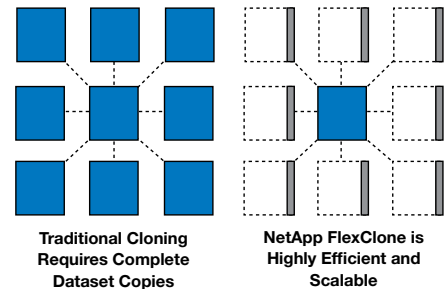 Traditional Cloning
Requires Complete
Dataset Copies
NetApp FlexClone is
Highly Efficient and
Scalable